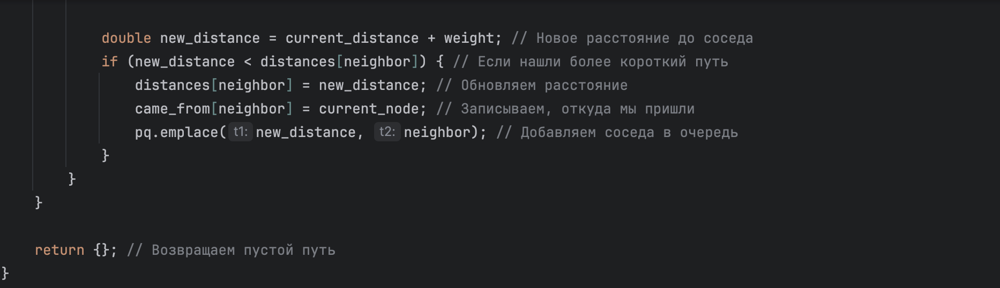 double new_distance = current_distance + weight; // Новое расстояние до соседа
if (new_distance < distances[neighbor]) { // Если нашли более короткий путь
distances[neighbor] = new_distance; // Обновляем расстояние
came_from[neighbor] = current_node; // Записываем, откуда мы пришли
pq.emplace( t1: new_distance, t2: neighbor); // Добавляем соседа в очередь
}
}
}
return {}; // Возвращаем пустой путь
}